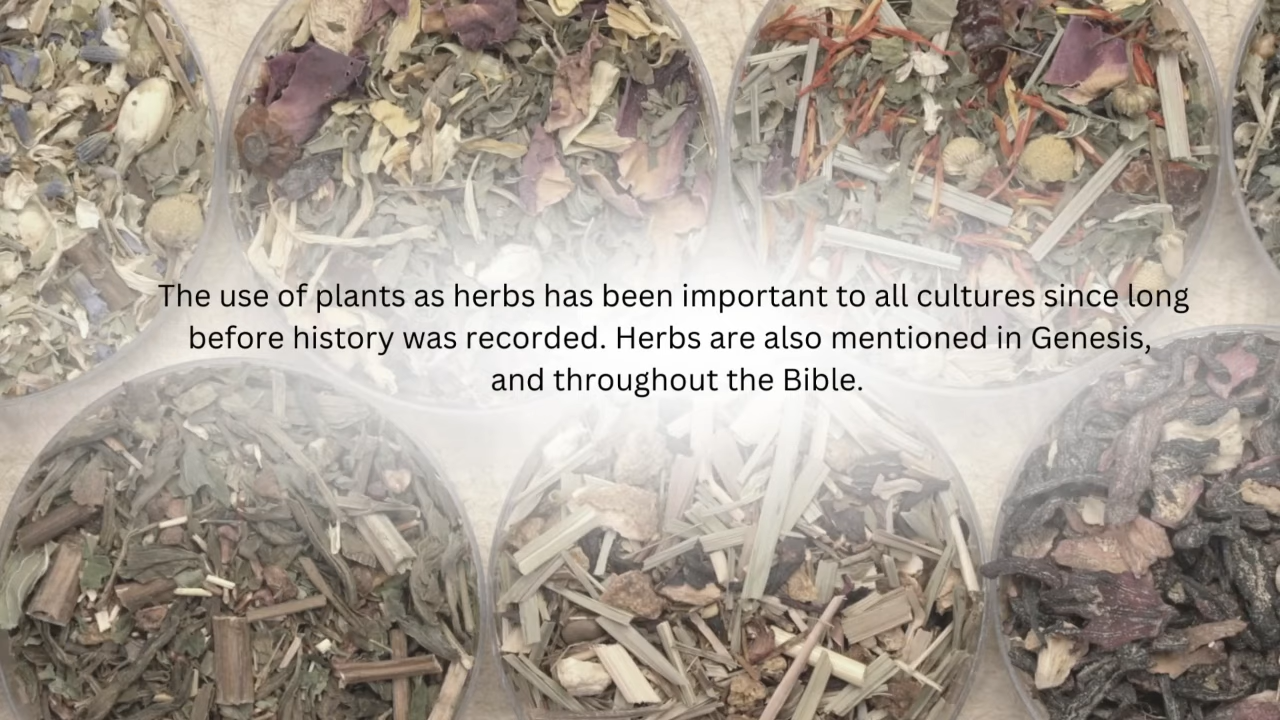 The use of plants as herbs has been important to all cultures since long
before history was recorded. Herbs are also mentioned in Genesis,
and throughout the Bible.